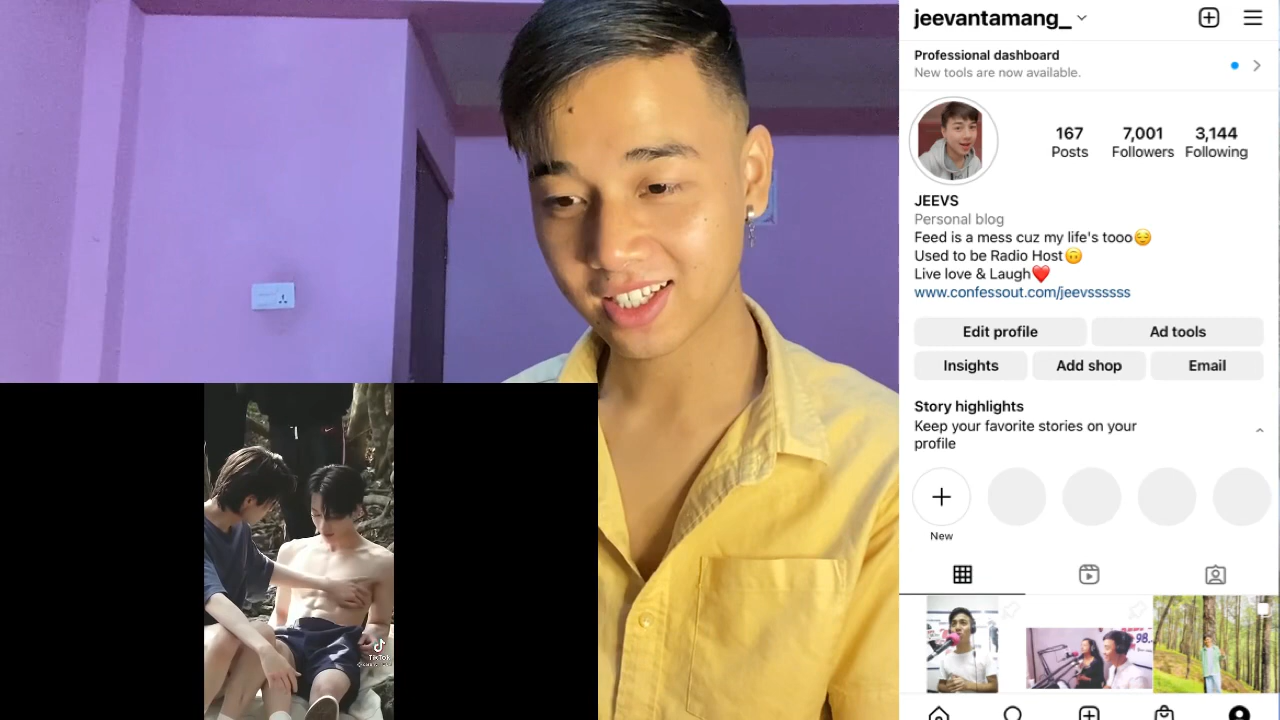 jeevantamang_
Professional dashboard
New tools are now available.
167
Posts
7,001
Followers
3,144
Following
JEEVS
Personal blog
Feed is a mess cuz my life's tooo😔
Used to be Radio Host🙃
Live love & Laugh❤️
www.confessout.com/jeevssssss
Edit profile
Ad tools
Insights
Add shop
Email
Story highlights
Keep your favorite stories on your
profile
New
98.
TikTok